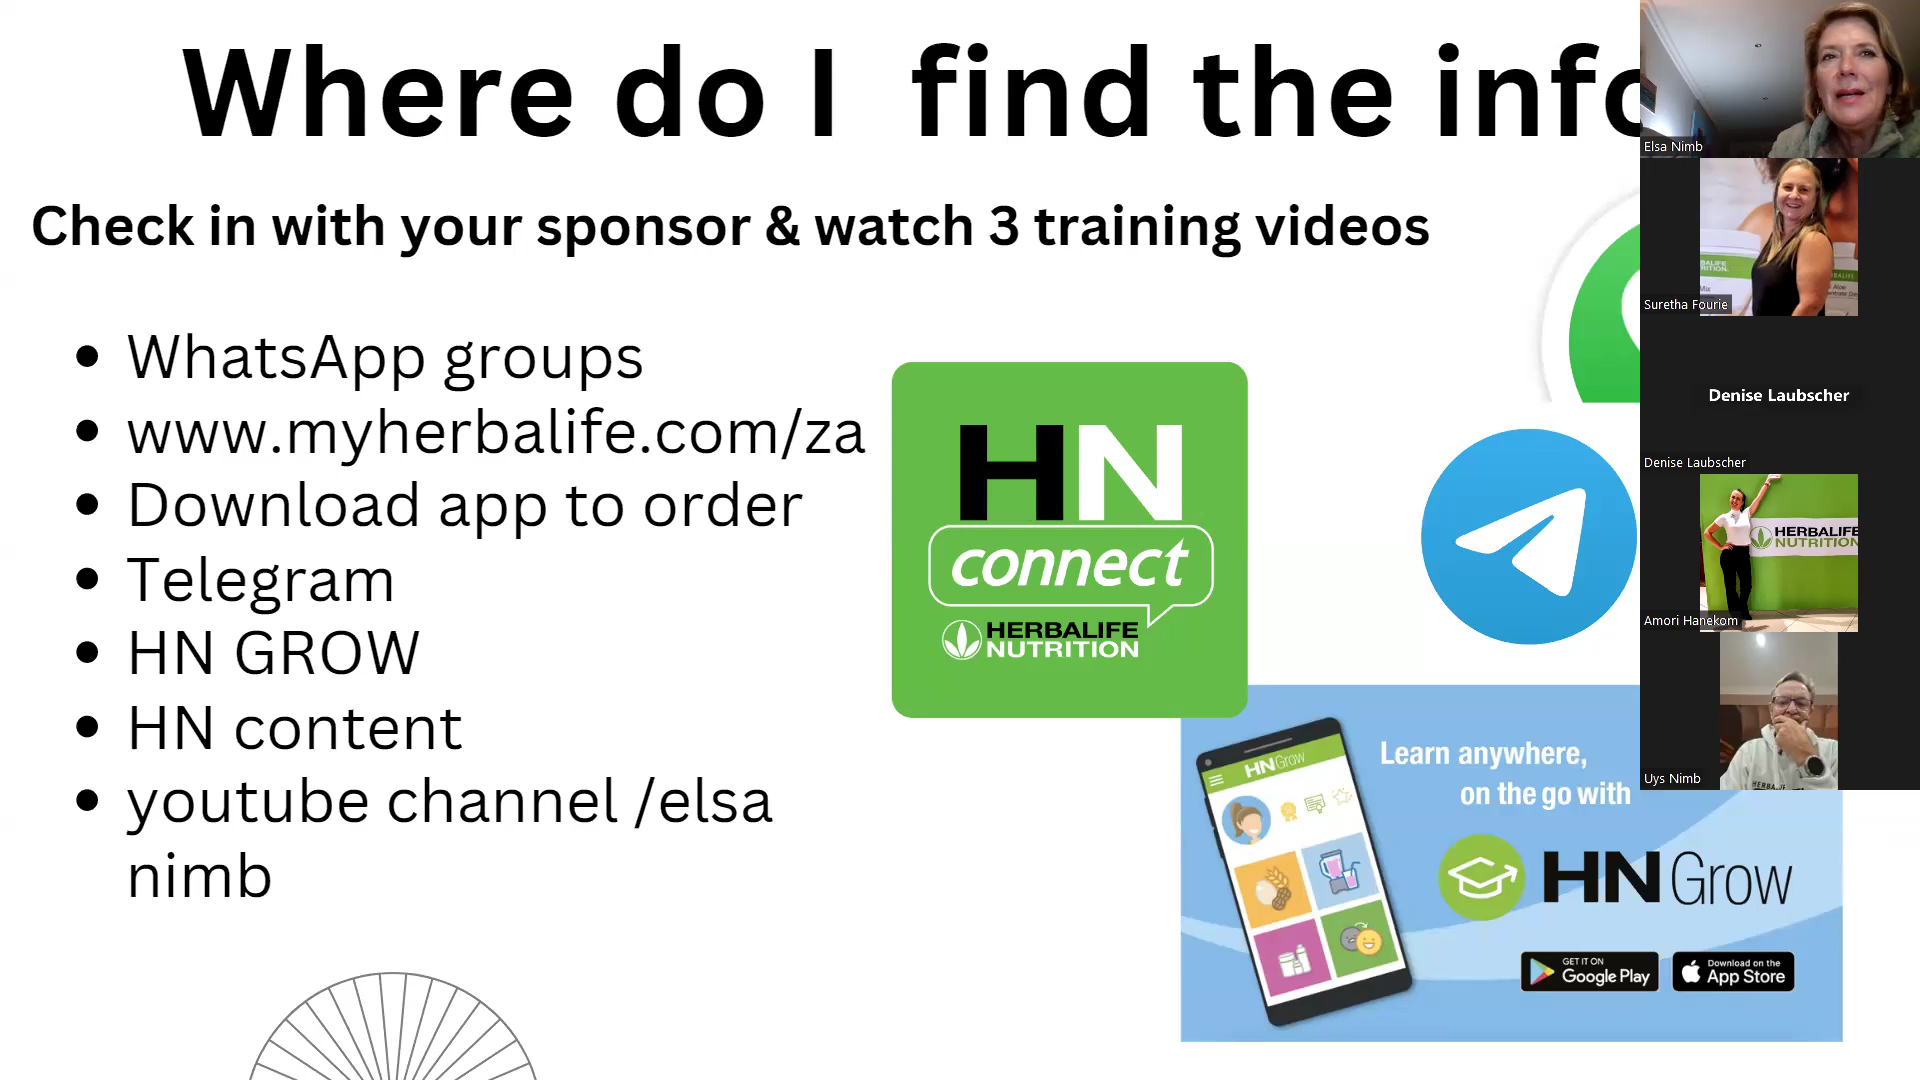 Where do I find the info
Check in with your sponsor & watch 3 training videos
WhatsApp groups
www.myherbalife.com/za
Download app to order
Telegram
HN GROW
HN content
youtube channel /elsa
nimb
HN
connect
HERBALIFE
NUTRITION
HN Grow
Learn anywhere,
on the go with
HN Grow
GET IT ON
Google Play
Download on the
App Store
Elsa Nimb
Suretha Fourie
Denise Laubscher
Denise Laubscher
HERBALIFE
NUTRITION
Amori Hanekom
Uys Nimb